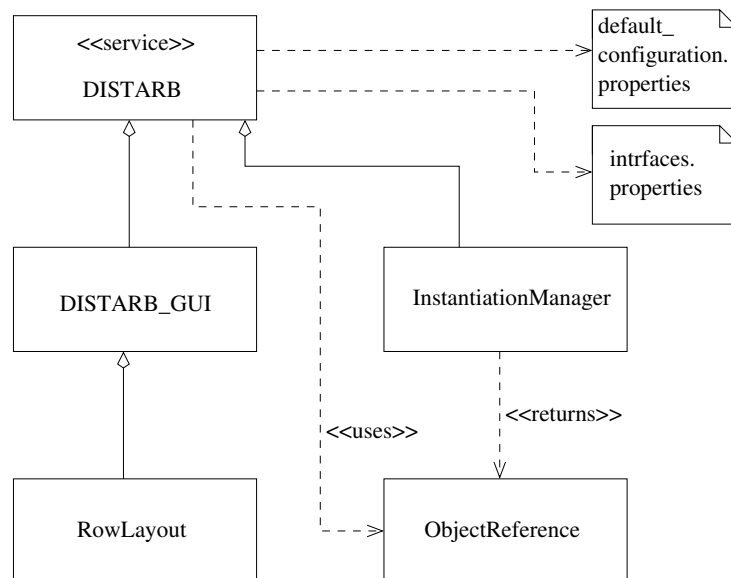 <<service>>
DISTARB
default_
configuration.
properties
intrfaces.
properties
DISTARB_GUI
InstantiationManager
<<uses>>
<<returns>>
RowLayout
ObjectReference